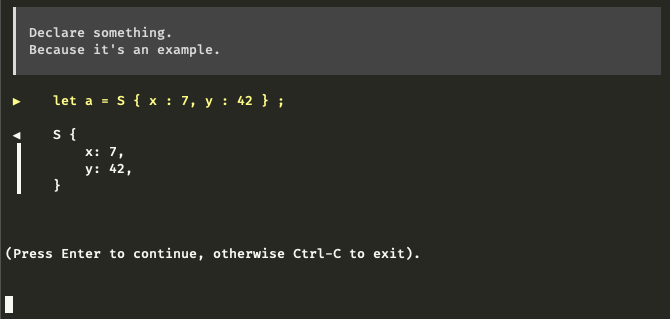 Declare something.
Because it's an example.
▶ let a = S { x : 7, y : 42 } ;
◀ S {
x: 7,
y: 42,
}
(Press Enter to continue, otherwise Ctrl-C to exit).